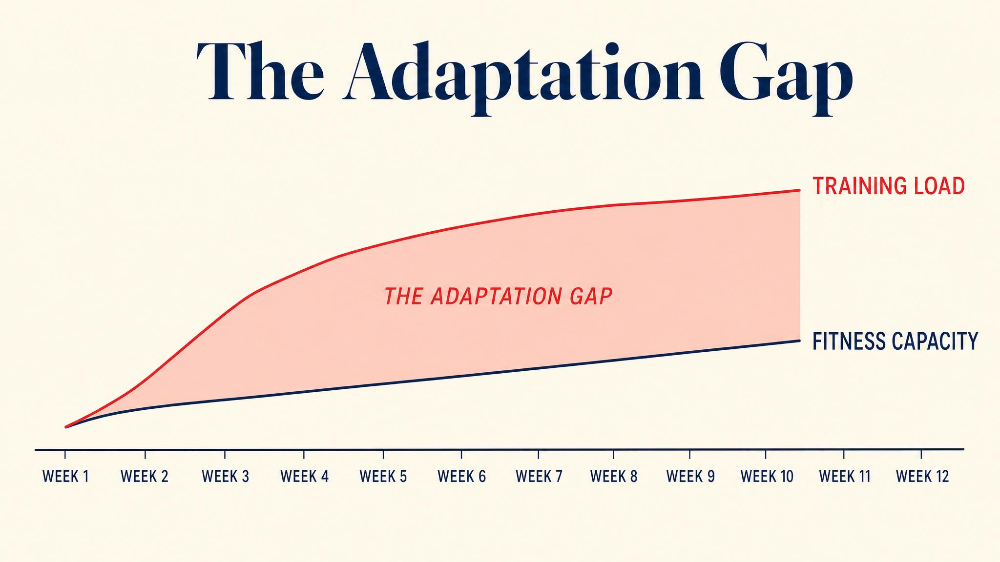 The Adaptation Gap
TRAINING LOAD
THE ADAPTATION GAP
FITNESS CAPACITY
WEEK 1 WEEK 2 WEEK 3 WEEK 4 WEEK 5 WEEK 6 WEEK 7 WEEK 8 WEEK 9 WEEK 10 WEEK 11 WEEK 12